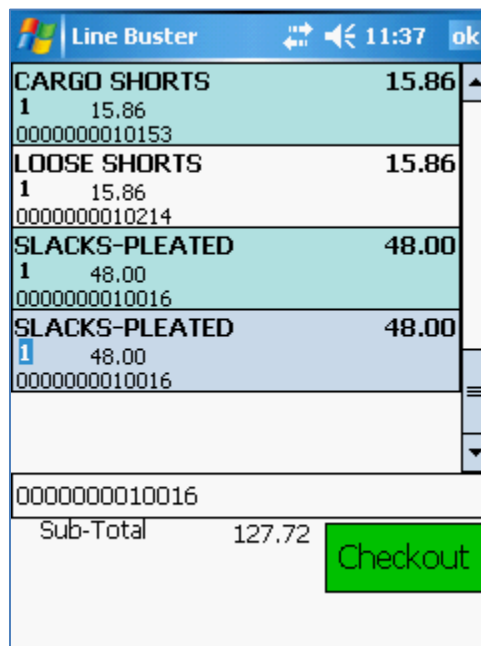 Line Buster 11:37 ok
CARGO SHORTS 15.86
1 15.86
0000000010153
LOOSE SHORTS 15.86
1 15.86
0000000010214
SLACKS-PLEATED 48.00
1 48.00
0000000010016
SLACKS-PLEATED 48.00
1 48.00
0000000010016
0000000010016
Sub-Total 127.72
Checkout